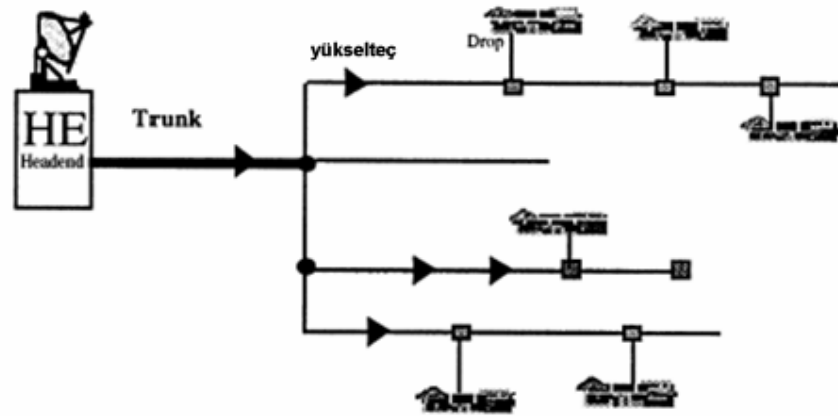 yükselteç
Drop
Trunk
HE
Headend